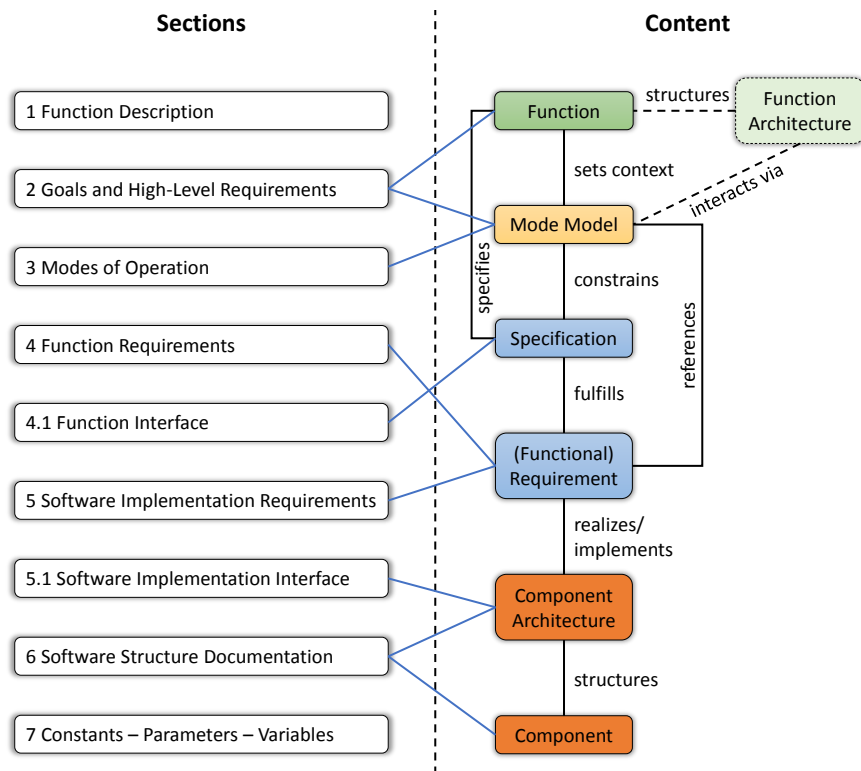 Sections
Content
1 Function Description
2 Goals and High-Level Requirements
3 Modes of Operation
4 Function Requirements
4.1 Function Interface
5 Software Implementation Requirements
5.1 Software Implementation Interface
6 Software Structure Documentation
7 Constants – Parameters – Variables
Function
structures
Function
Architecture
sets context
interacts via
Mode Model
specifies
constrains
references
Specification
fulfills
(Functional)
Requirement
realizes/
implements
Component
Architecture
structures
Component